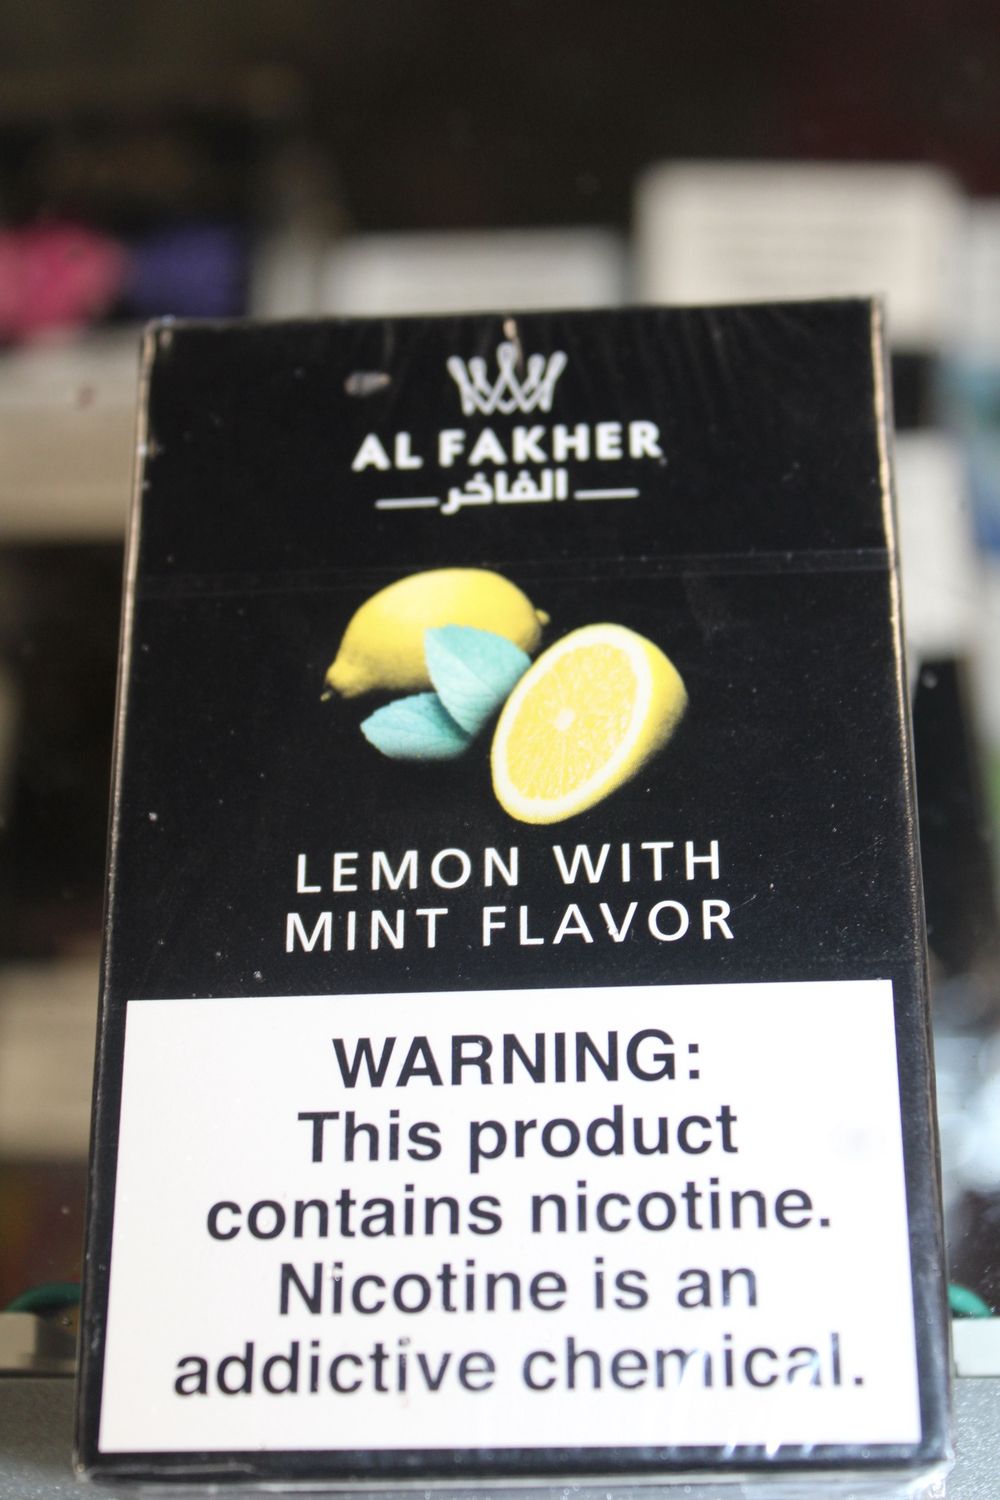 AL FAKHER
الفاخر
LEMON WITH
MINT FLAVOR
WARNING:
This product
contains nicotine.
Nicotine is an
addictive chemical.